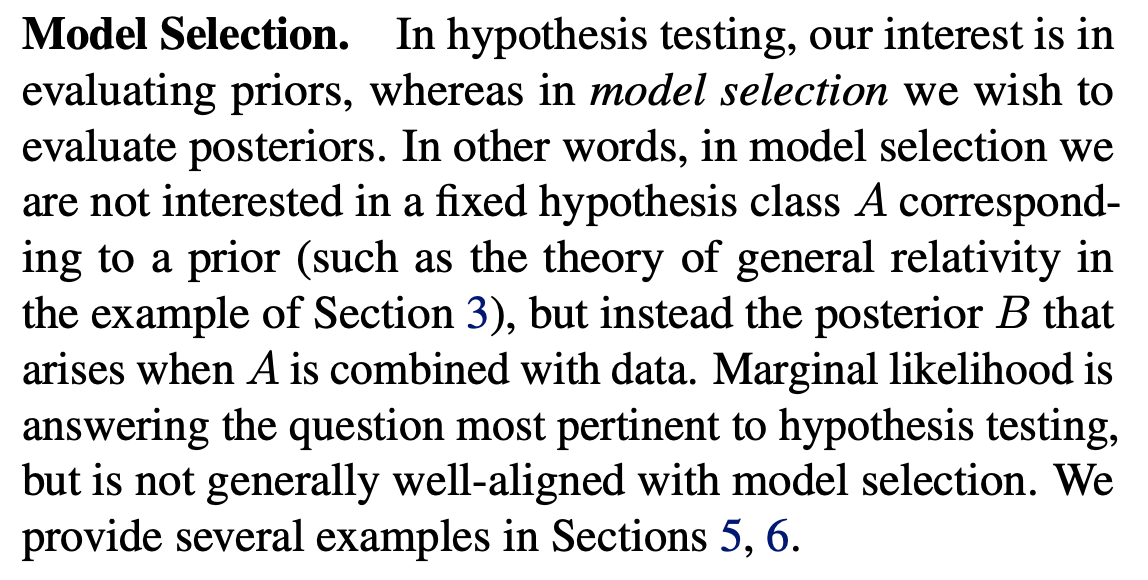 Model Selection. In hypothesis testing, our interest is in
evaluating priors, whereas in model selection we wish to
evaluate posteriors. In other words, in model selection we
are not interested in a fixed hypothesis class A correspond-
ing to a prior (such as the theory of general relativity in
the example of Section 3), but instead the posterior B that
arises when A is combined with data. Marginal likelihood is
answering the question most pertinent to hypothesis testing,
but is not generally well-aligned with model selection. We
provide several examples in Sections 5, 6.